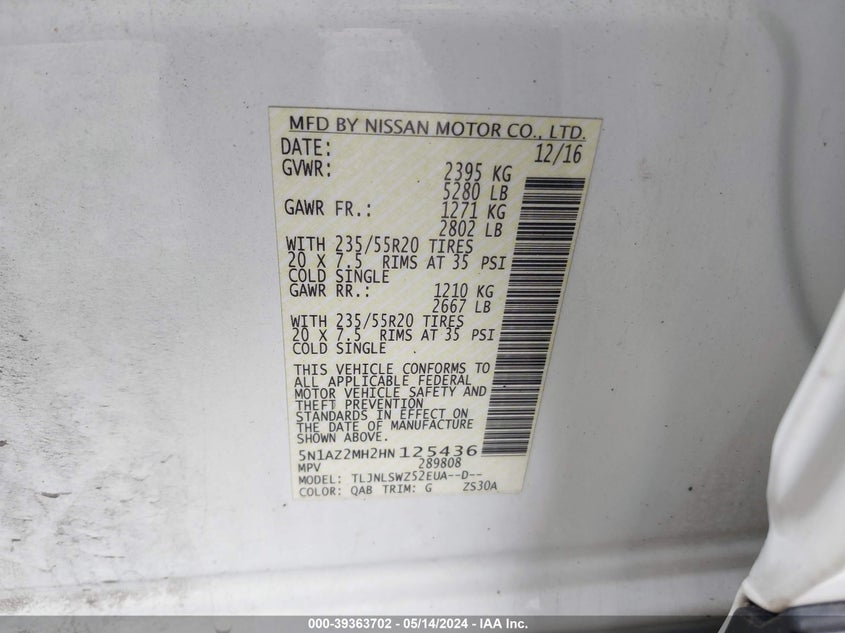 MFD BY NISSAN MOTOR CO., LTD.
DATE: 12/16
GVWR: 2395 KG
5280 LB
GAWR FR.: 1271 KG
2802 LB
WITH 235/55R20 TIRES
20 X 7.5 RIMS AT 35 PSI
COLD SINGLE
GAWR RR.: 1210 KG
2667 LB
WITH 235/55R20 TIRES
20 X 7.5 RIMS AT 35 PSI
COLD SINGLE
THIS VEHICLE CONFORMS TO
ALL APPLICABLE FEDERAL
MOTOR VEHICLE SAFETY AND
THEFT PREVENTION
STANDARDS IN EFFECT ON
THE DATE OF MANUFACTURE
SHOWN ABOVE.
5N1AZ2MH2HN125436
MPV 289808
MODEL: TLJNLSWZ52EUA--D--
COLOR: QAB TRIM: G ZS30A
000-39363702 - 05/14/2024 - IAA Inc.